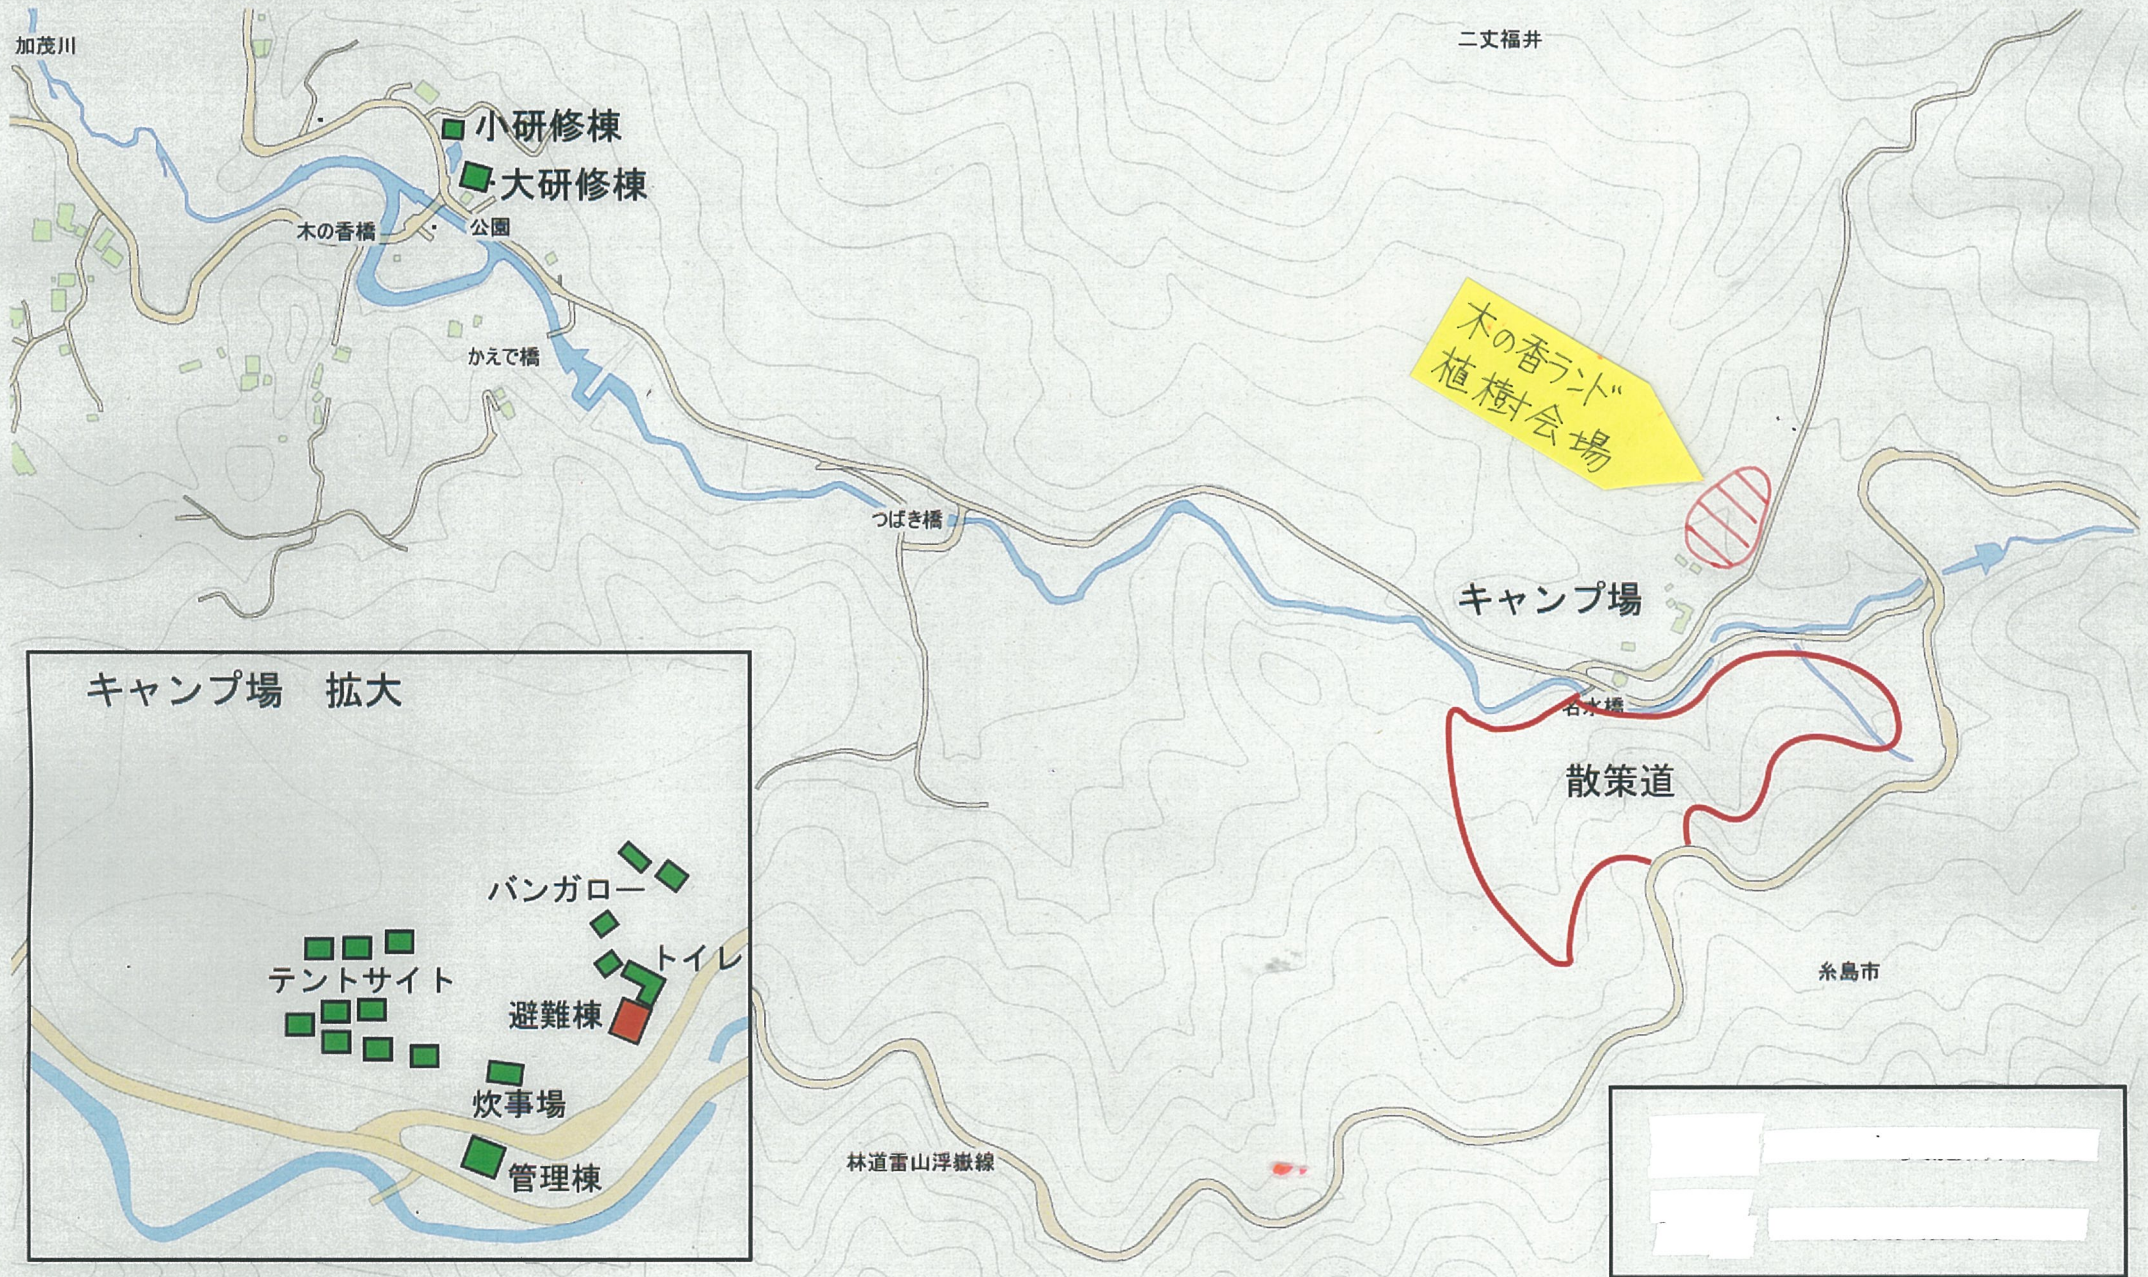 加茂川
二丈福井
小研修棟
大研修棟
木の香橋
公園
かえで橋
木の香ランド
植樹会場
つばき橋
キャンプ場
名水橋
散策道
キャンプ場 拡大
バンガロー
テントサイト
トイレ
避難棟
炊事場
管理棟
糸島市
林道雷山浮嶽線